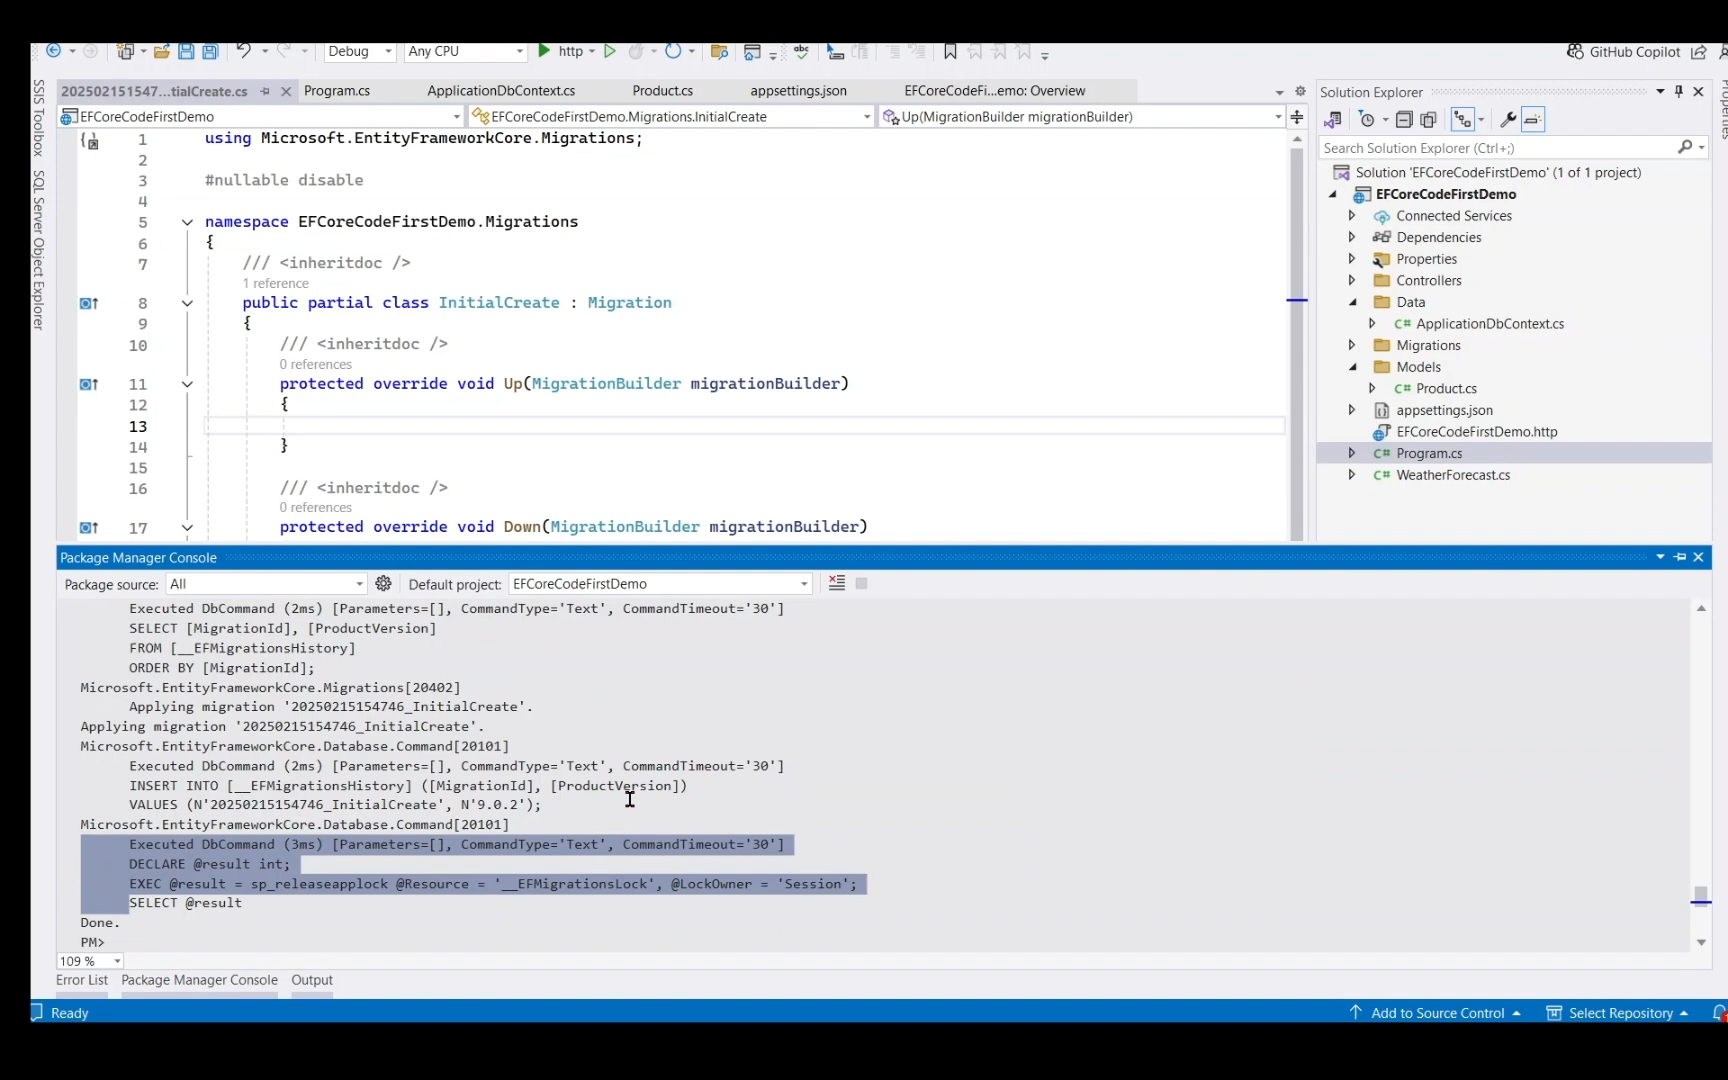 Debug
Any CPU
http
GitHub Copilot
SSIS Toolbox
SQL Server Object Explorer
202502151547...tialCreate.cs
Program.cs
ApplicationDbContext.cs
Product.cs
appsettings.json
EFCoreCodeFi...emo: Overview
EFCoreCodeFirstDemo
EFCoreCodeFirstDemo.Migrations.InitialCreate
Up(MigrationBuilder migrationBuilder)
1 using Microsoft.EntityFrameworkCore.Migrations;
2
3 #nullable disable
4
5 namespace EFCoreCodeFirstDemo.Migrations
6 {
7 /// <inheritdoc />
1 reference
8 public partial class InitialCreate : Migration
9 {
10 /// <inheritdoc />
0 references
11 protected override void Up(MigrationBuilder migrationBuilder)
12 {
13
14 }
15
16 /// <inheritdoc />
0 references
17 protected override void Down(MigrationBuilder migrationBuilder)
Solution Explorer
Search Solution Explorer (Ctrl+;)
Solution 'EFCoreCodeFirstDemo' (1 of 1 project)
EFCoreCodeFirstDemo
Connected Services
Dependencies
Properties
Controllers
Data
C# ApplicationDbContext.cs
Migrations
Models
C# Product.cs
appsettings.json
EFCoreCodeFirstDemo.http
C# Program.cs
C# WeatherForecast.cs
Properties
Package Manager Console
Package source: All
Default project: EFCoreCodeFirstDemo
Executed DbCommand (2ms) [Parameters=[], CommandType='Text', CommandTimeout='30']
SELECT [MigrationId], [ProductVersion]
FROM [__EFMigrationsHistory]
ORDER BY [MigrationId];
Microsoft.EntityFrameworkCore.Migrations[20402]
Applying migration '20250215154746_InitialCreate'.
Applying migration '20250215154746_InitialCreate'.
Microsoft.EntityFrameworkCore.Database.Command[20101]
Executed DbCommand (2ms) [Parameters=[], CommandType='Text', CommandTimeout='30']
INSERT INTO [__EFMigrationsHistory] ([MigrationId], [ProductVersion])
VALUES (N'20250215154746_InitialCreate', N'9.0.2');
Microsoft.EntityFrameworkCore.Database.Command[20101]
Executed DbCommand (3ms) [Parameters=[], CommandType='Text', CommandTimeout='30']
DECLARE @result int;
EXEC @result = sp_releaseapplock @Resource = '__EFMigrationsLock', @LockOwner = 'Session';
SELECT @result
Done.
PM>
109 %
Error List
Package Manager Console
Output
Ready
Add to Source Control
Select Repository